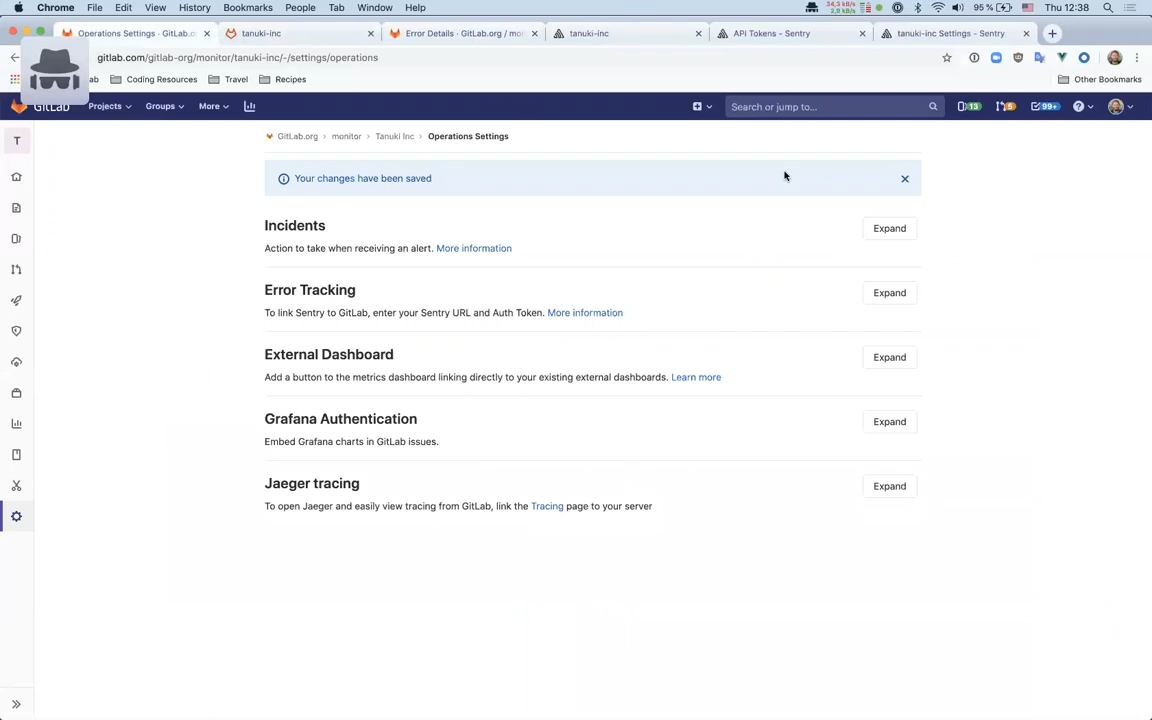 Chrome File Edit View History Bookmarks People Tab Window Help 34,3 kB/s 2,0 kB/s 95 % Thu 12:38
Operations Settings · GitLab.o tanuki-inc Error Details · GitLab.org / mo tanuki-inc API Tokens - Sentry tanuki-inc Settings - Sentry
gitlab.com/gitlab-org/monitor/tanuki-inc/-/settings/operations
ab Coding Resources Travel Recipes Other Bookmarks
GitLab Projects Groups More Search or jump to... 13 5 99+
T GitLab.org › monitor › Tanuki Inc › Operations Settings
Your changes have been saved
Incidents Expand
Action to take when receiving an alert. More information
Error Tracking Expand
To link Sentry to GitLab, enter your Sentry URL and Auth Token. More information
External Dashboard Expand
Add a button to the metrics dashboard linking directly to your existing external dashboards. Learn more
Grafana Authentication Expand
Embed Grafana charts in GitLab issues.
Jaeger tracing Expand
To open Jaeger and easily view tracing from GitLab, link the Tracing page to your server